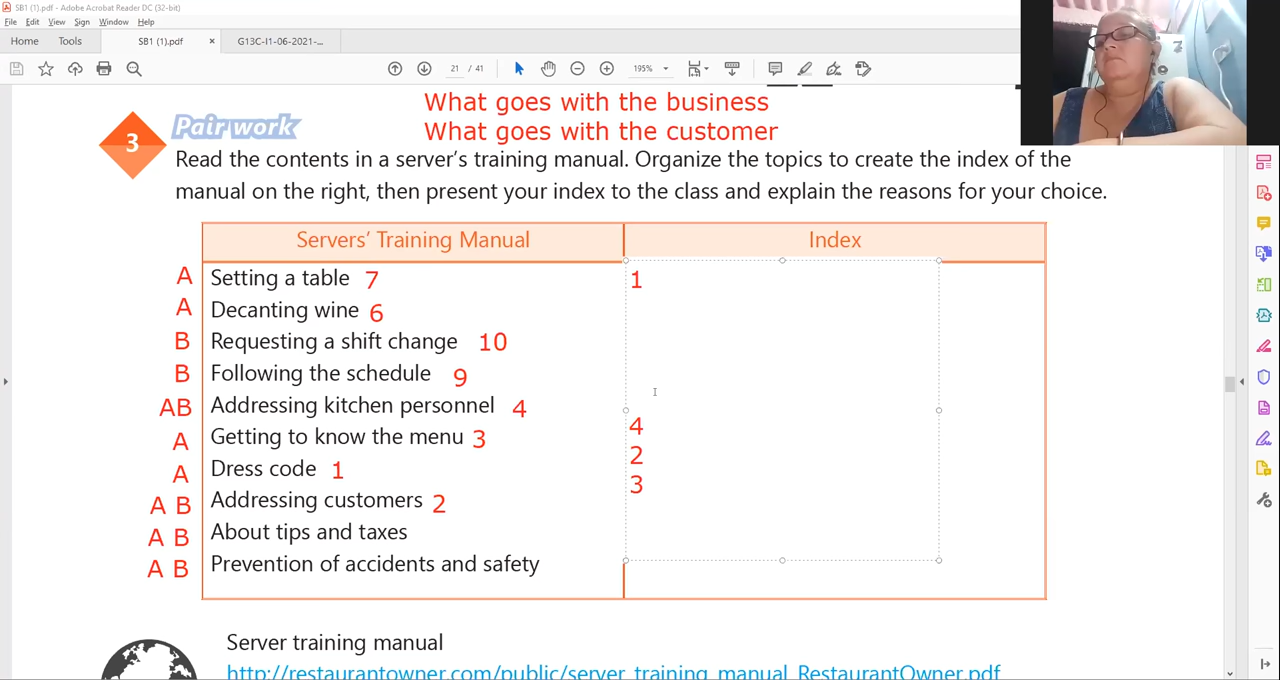 SB1 (1).pdf - Adobe Acrobat Reader DC (32-bit)
File Edit View Sign Window Help
Home Tools SB1 (1).pdf × G13C-I1-06-2021-...
21 / 41 195%
What goes with the business
What goes with the customer
3 Pair work
Read the contents in a server's training manual. Organize the topics to create the index of the
manual on the right, then present your index to the class and explain the reasons for your choice.
Servers' Training Manual Index
A Setting a table 7 1
A Decanting wine 6
B Requesting a shift change 10
B Following the schedule 9
AB Addressing kitchen personnel 4 4
A Getting to know the menu 3 2
A Dress code 1 3
A B Addressing customers 2
A B About tips and taxes
A B Prevention of accidents and safety
Server training manual
http://restaurantowner.com/public/server_training_manual_RestaurantOwner.pdf